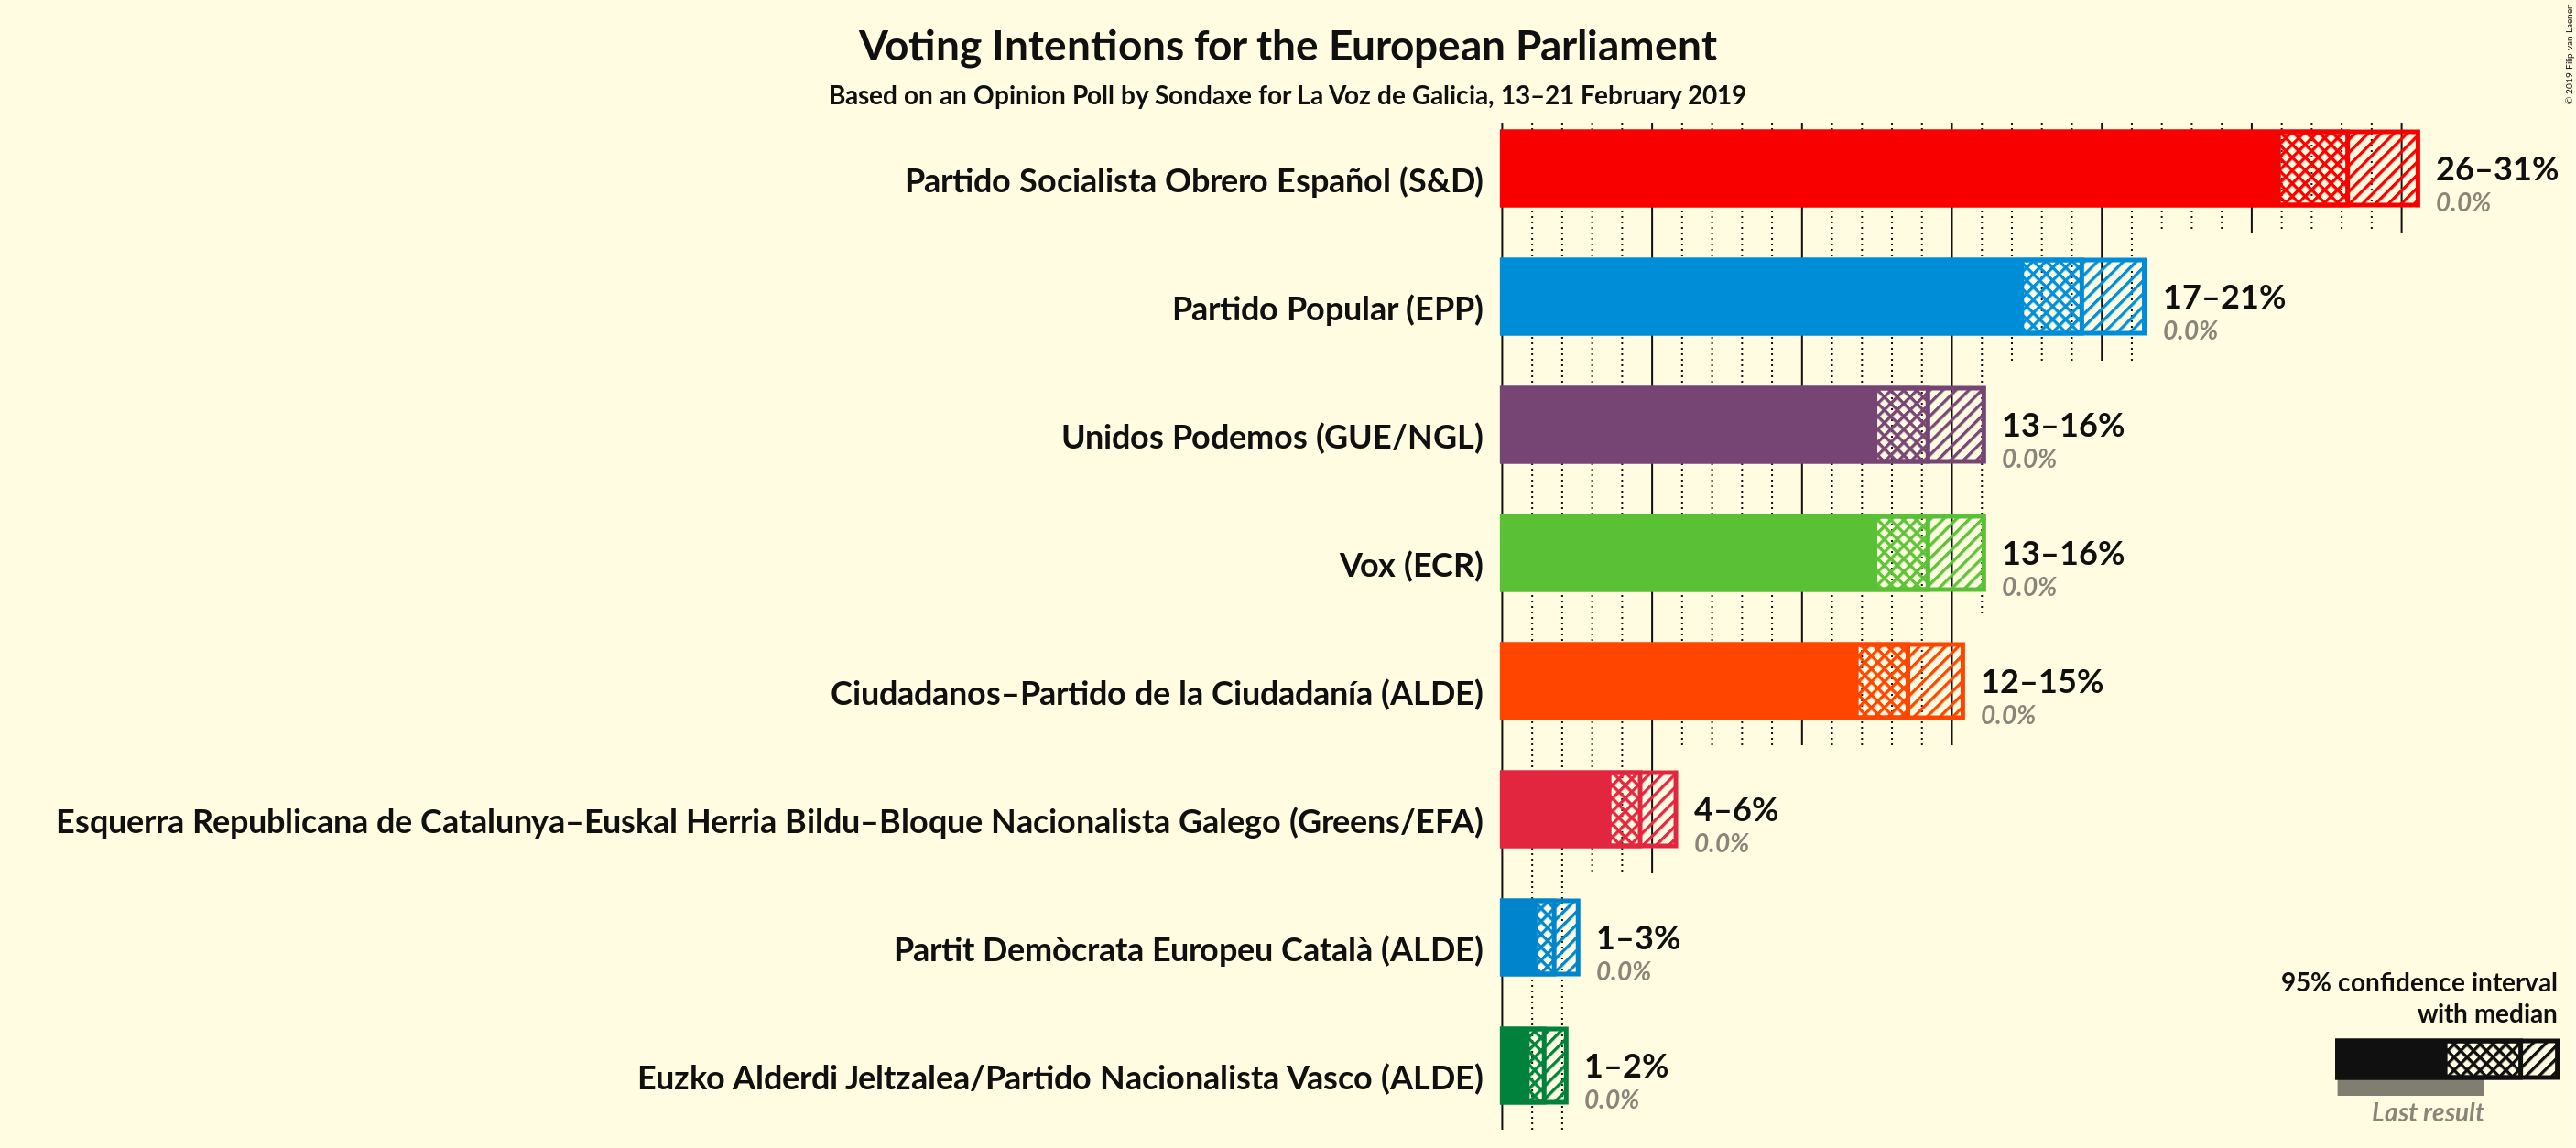 Voting Intentions for the European Parliament
Based on an Opinion Poll by Sondaxe for La Voz de Galicia, 13–21 February 2019
© 2019 Filip van Laenen
Partido Socialista Obrero Español (S&D)
26–31%
0.0%
Partido Popular (EPP)
17–21%
0.0%
Unidos Podemos (GUE/NGL)
13–16%
0.0%
Vox (ECR)
13–16%
0.0%
Ciudadanos–Partido de la Ciudadanía (ALDE)
12–15%
0.0%
Esquerra Republicana de Catalunya–Euskal Herria Bildu–Bloque Nacionalista Galego (Greens/EFA)
4–6%
0.0%
Partit Demòcrata Europeu Català (ALDE)
1–3%
0.0%
Euzko Alderdi Jeltzalea/Partido Nacionalista Vasco (ALDE)
1–2%
0.0%
95% confidence interval
with median
Last result